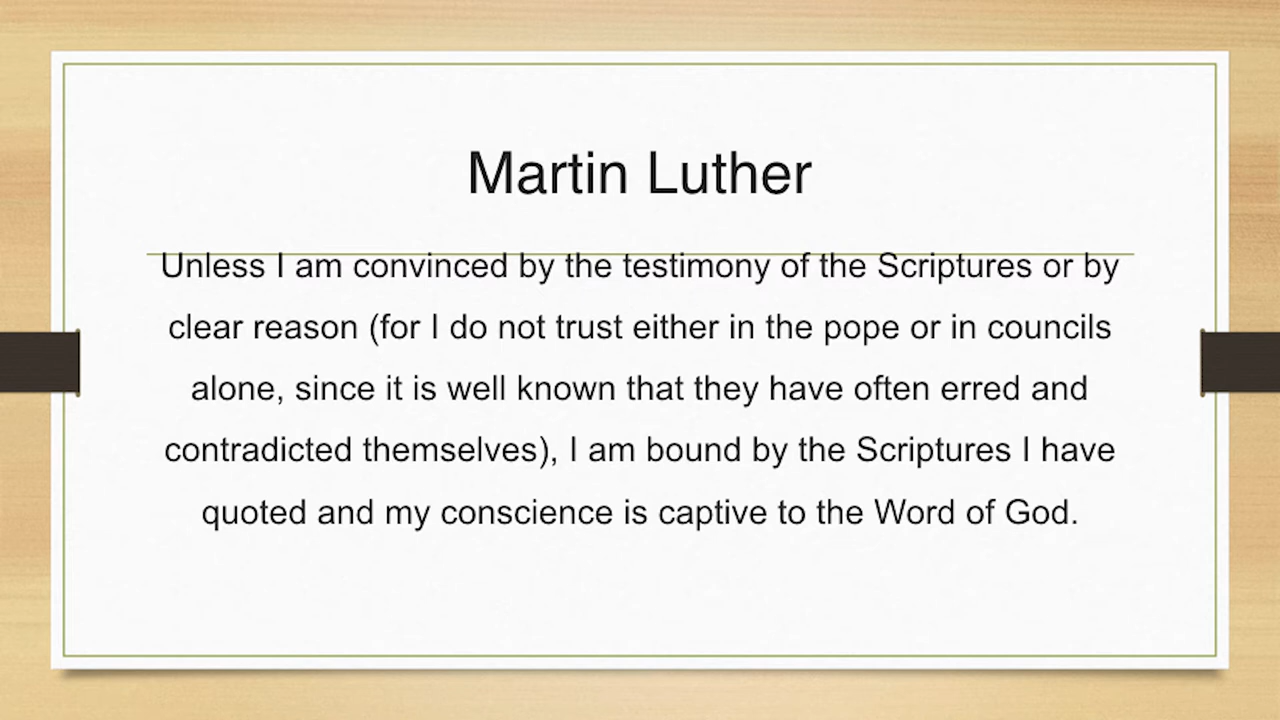 Martin Luther
Unless I am convinced by the testimony of the Scriptures or by
clear reason (for I do not trust either in the pope or in councils
alone, since it is well known that they have often erred and
contradicted themselves), I am bound by the Scriptures I have
quoted and my conscience is captive to the Word of God.